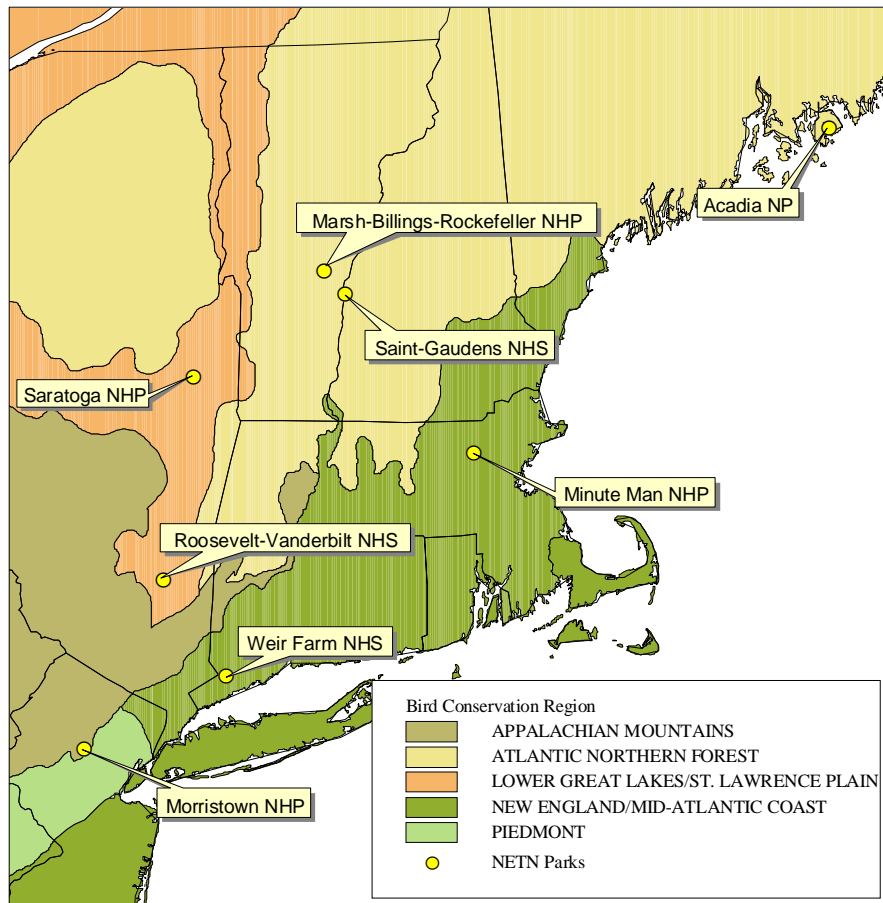 Acadia NP
Marsh-Billings-Rockefeller NHP
Saint-Gaudens NHS
Saratoga NHP
Minute Man NHP
Roosevelt-Vanderbilt NHS
Weir Farm NHS
Morristown NHP
Bird Conservation Region
APPALACHIAN MOUNTAINS
ATLANTIC NORTHERN FOREST
LOWER GREAT LAKES/ST. LAWRENCE PLAIN
NEW ENGLAND/MID-ATLANTIC COAST
PIEDMONT
NETN Parks